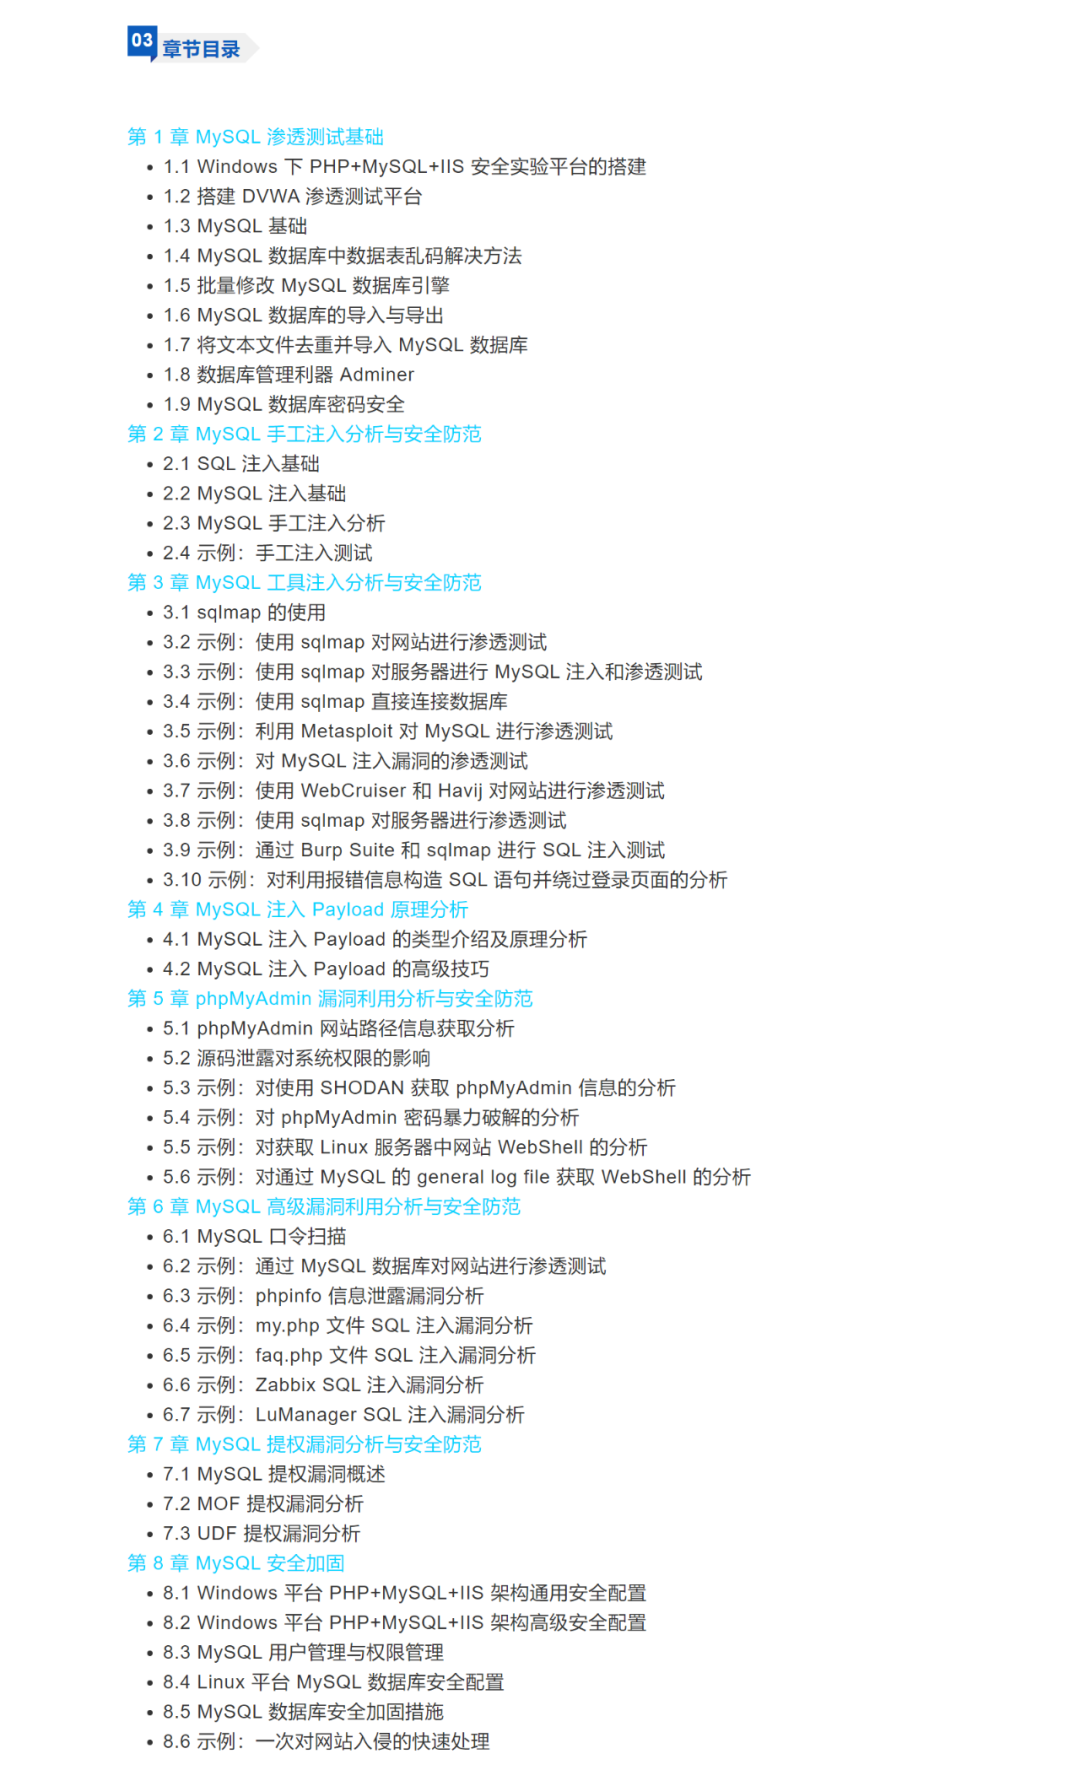 03 章节目录
第 1 章 MySQL 渗透测试基础
• 1.1 Windows 下 PHP+MySQL+IIS 安全实验平台的搭建
• 1.2 搭建 DVWA 渗透测试平台
• 1.3 MySQL 基础
• 1.4 MySQL 数据库中数据表乱码解决方法
• 1.5 批量修改 MySQL 数据库引擎
• 1.6 MySQL 数据库的导入与导出
• 1.7 将文本文件去重并导入 MySQL 数据库
• 1.8 数据库管理利器 Adminer
• 1.9 MySQL 数据库密码安全
第 2 章 MySQL 手工注入分析与安全防范
• 2.1 SQL 注入基础
• 2.2 MySQL 注入基础
• 2.3 MySQL 手工注入分析
• 2.4 示例：手工注入测试
第 3 章 MySQL 工具注入分析与安全防范
• 3.1 sqlmap 的使用
• 3.2 示例：使用 sqlmap 对网站进行渗透测试
• 3.3 示例：使用 sqlmap 对服务器进行 MySQL 注入和渗透测试
• 3.4 示例：使用 sqlmap 直接连接数据库
• 3.5 示例：利用 Metasploit 对 MySQL 进行渗透测试
• 3.6 示例：对 MySQL 注入漏洞的渗透测试
• 3.7 示例：使用 WebCruiser 和 Havij 对网站进行渗透测试
• 3.8 示例：使用 sqlmap 对服务器进行渗透测试
• 3.9 示例：通过 Burp Suite 和 sqlmap 进行 SQL 注入测试
• 3.10 示例：对利用报错信息构造 SQL 语句并绕过登录页面的分析
第 4 章 MySQL 注入 Payload 原理分析
• 4.1 MySQL 注入 Payload 的类型介绍及原理分析
• 4.2 MySQL 注入 Payload 的高级技巧
第 5 章 phpMyAdmin 漏洞利用分析与安全防范
• 5.1 phpMyAdmin 网站路径信息获取分析
• 5.2 源码泄露对系统权限的影响
• 5.3 示例：对使用 SHODAN 获取 phpMyAdmin 信息的分析
• 5.4 示例：对 phpMyAdmin 密码暴力破解的分析
• 5.5 示例：对获取 Linux 服务器中网站 WebShell 的分析
• 5.6 示例：对通过 MySQL 的 general log file 获取 WebShell 的分析
第 6 章 MySQL 高级漏洞利用分析与安全防范
• 6.1 MySQL 口令扫描
• 6.2 示例：通过 MySQL 数据库对网站进行渗透测试
• 6.3 示例：phpinfo 信息泄露漏洞分析
• 6.4 示例：my.php 文件 SQL 注入漏洞分析
• 6.5 示例：faq.php 文件 SQL 注入漏洞分析
• 6.6 示例：Zabbix SQL 注入漏洞分析
• 6.7 示例：LuManager SQL 注入漏洞分析
第 7 章 MySQL 提权漏洞分析与安全防范
• 7.1 MySQL 提权漏洞概述
• 7.2 MOF 提权漏洞分析
• 7.3 UDF 提权漏洞分析
第 8 章 MySQL 安全加固
• 8.1 Windows 平台 PHP+MySQL+IIS 架构通用安全配置
• 8.2 Windows 平台 PHP+MySQL+IIS 架构高级安全配置
• 8.3 MySQL 用户管理与权限管理
• 8.4 Linux 平台 MySQL 数据库安全配置
• 8.5 MySQL 数据库安全加固措施
• 8.6 示例：一次对网站入侵的快速处理